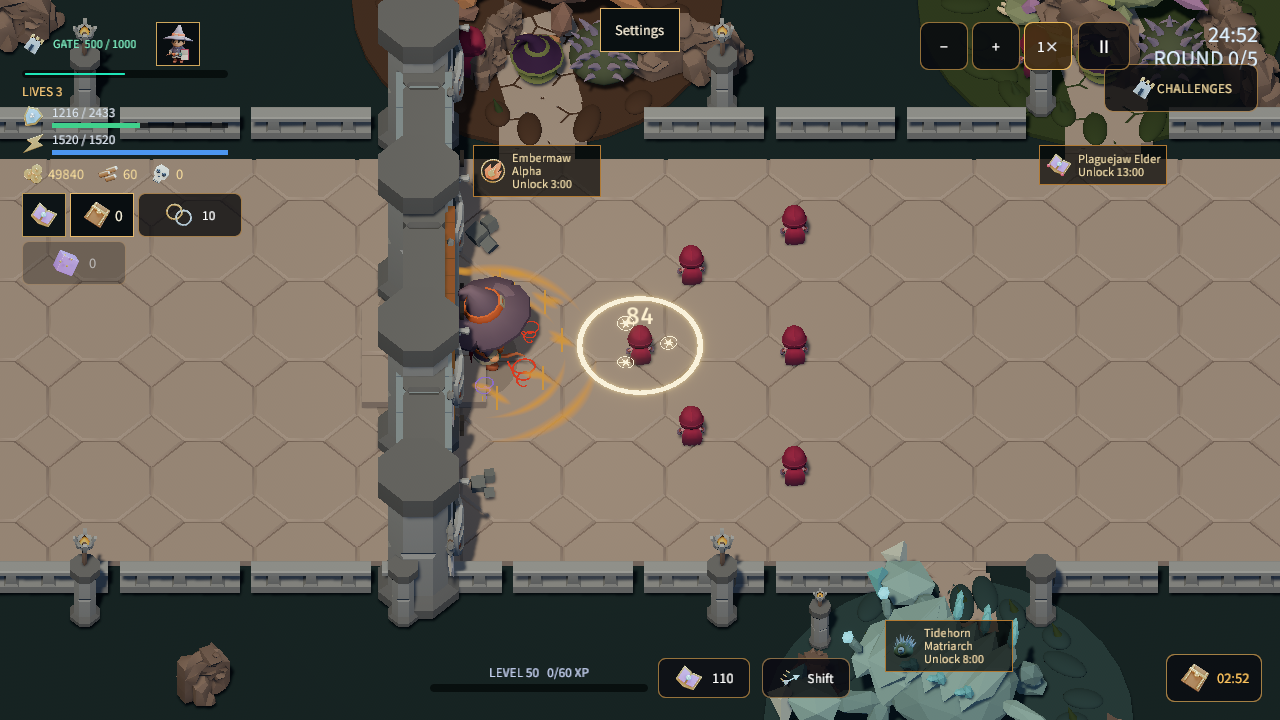 GATE 500 / 1000
LIVES 3
1216 / 2433
1520 / 1520
49840 60 0
0 10
0
Settings
− + 1×
24:52
ROUND 0/5
CHALLENGES
Embermaw
Alpha
Unlock 3:00
Plaguejaw Elder
Unlock 13:00
84
Tidehorn
Matriarch
Unlock 8:00
LEVEL 50 0/60 XP
110
Shift
02:52